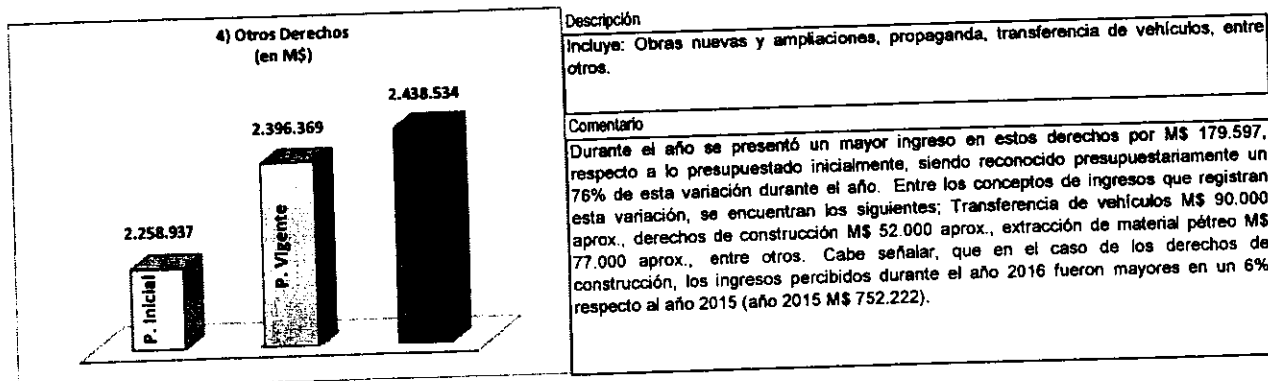 4) Otros Derechos
(en M$)
2.438.534
2.396.369
2.258.937
P. Inicial
P. Vigente
Descripción
Incluye: Obras nuevas y ampliaciones, propaganda, transferencia de vehículos, entre
otros.
Comentario
Durante el año se presentó un mayor ingreso en estos derechos por M$ 179.597,
respecto a lo presupuestado inicialmente, siendo reconocido presupuestariamente un
76% de esta variación durante el año. Entre los conceptos de ingresos que registran
esta variación, se encuentran los siguientes; Transferencia de vehículos M$ 90.000
aprox., derechos de construcción M$ 52.000 aprox., extracción de material pétreo M$
77.000 aprox., entre otros. Cabe señalar, que en el caso de los derechos de
construcción, los ingresos percibidos durante el año 2016 fueron mayores en un 6%
respecto al año 2015 (año 2015 M$ 752.222).